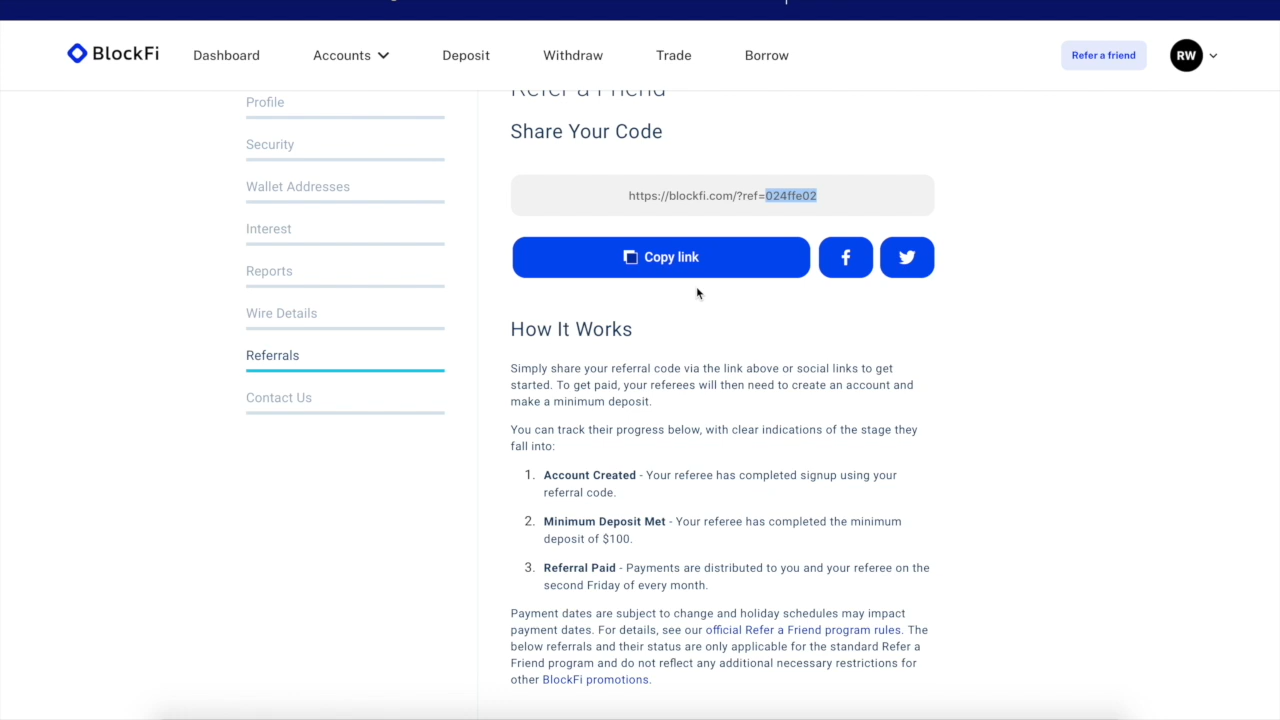 BlockFi
Dashboard
Accounts
Deposit
Withdraw
Trade
Borrow
Refer a friend
RW
Profile
Security
Wallet Addresses
Interest
Reports
Wire Details
Referrals
Contact Us
Refer a Friend
Share Your Code
https://blockfi.com/?ref=024ffe02
Copy link
How It Works
Simply share your referral code via the link above or social links to get
started. To get paid, your referees will then need to create an account and
make a minimum deposit.
You can track their progress below, with clear indications of the stage they
fall into:
1. Account Created - Your referee has completed signup using your
referral code.
2. Minimum Deposit Met - Your referee has completed the minimum
deposit of $100.
3. Referral Paid - Payments are distributed to you and your referee on the
second Friday of every month.
Payment dates are subject to change and holiday schedules may impact
payment dates. For details, see our official Refer a Friend program rules. The
below referrals and their status are only applicable for the standard Refer a
Friend program and do not reflect any additional necessary restrictions for
other BlockFi promotions.